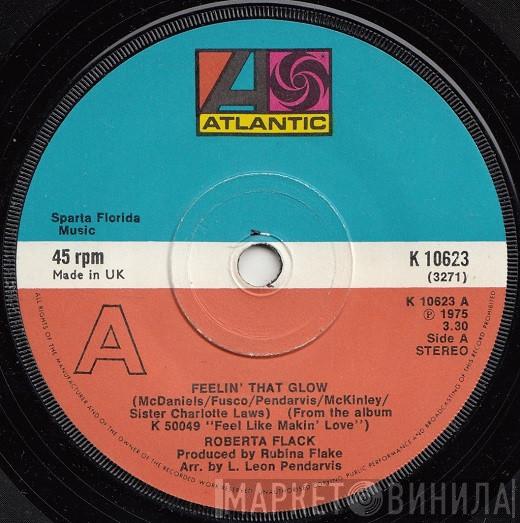 ATLANTIC
Sparta Florida
Music
45 rpm
Made in UK
K 10623
(3271)
K 10623 A
℗ 1975
3.30
Side A
STEREO
A
FEELIN' THAT GLOW
(McDaniels/Fusco/Pendarvis/McKinley/
Sister Charlotte Laws) (From the album
K 50049 "Feel Like Makin' Love")
ROBERTA FLACK
Produced by Rubina Flake
Arr. by L. Leon Pendarvis
ALL RIGHTS OF THE MANUFACTURER AND OF THE OWNER OF THE RECORDED WORK RESERVED. UNAUTHORISED COPYING, PUBLIC PERFORMANCE AND BROADCASTING OF THIS RECORD PROHIBITED
МАРКЕТ ВИНИЛА